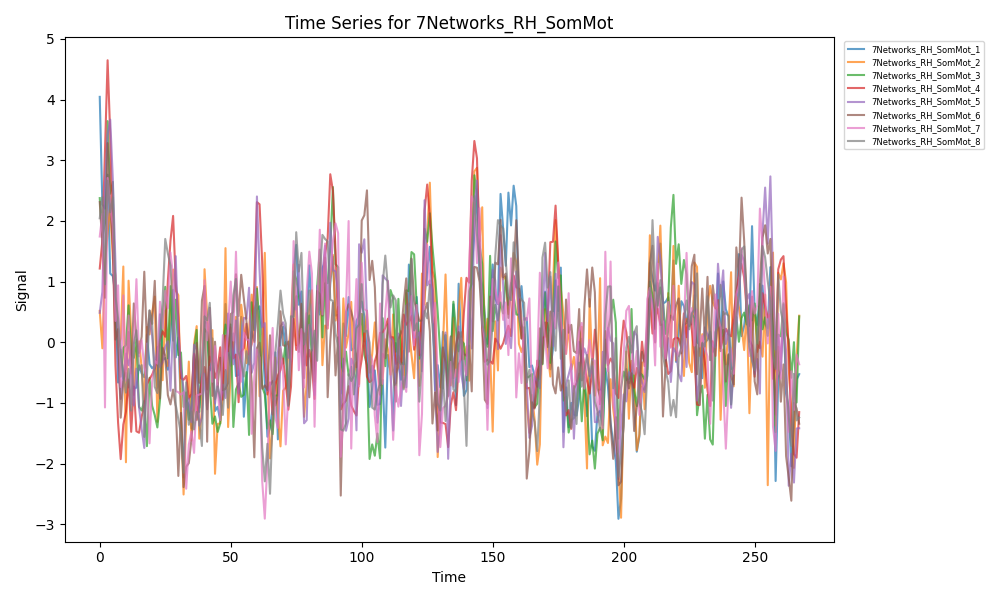 Time Series for 7Networks_RH_SomMot
Signal
5
4
3
2
1
0
−1
−2
−3
0 50 100 150 200 250
Time
7Networks_RH_SomMot_1
7Networks_RH_SomMot_2
7Networks_RH_SomMot_3
7Networks_RH_SomMot_4
7Networks_RH_SomMot_5
7Networks_RH_SomMot_6
7Networks_RH_SomMot_7
7Networks_RH_SomMot_8